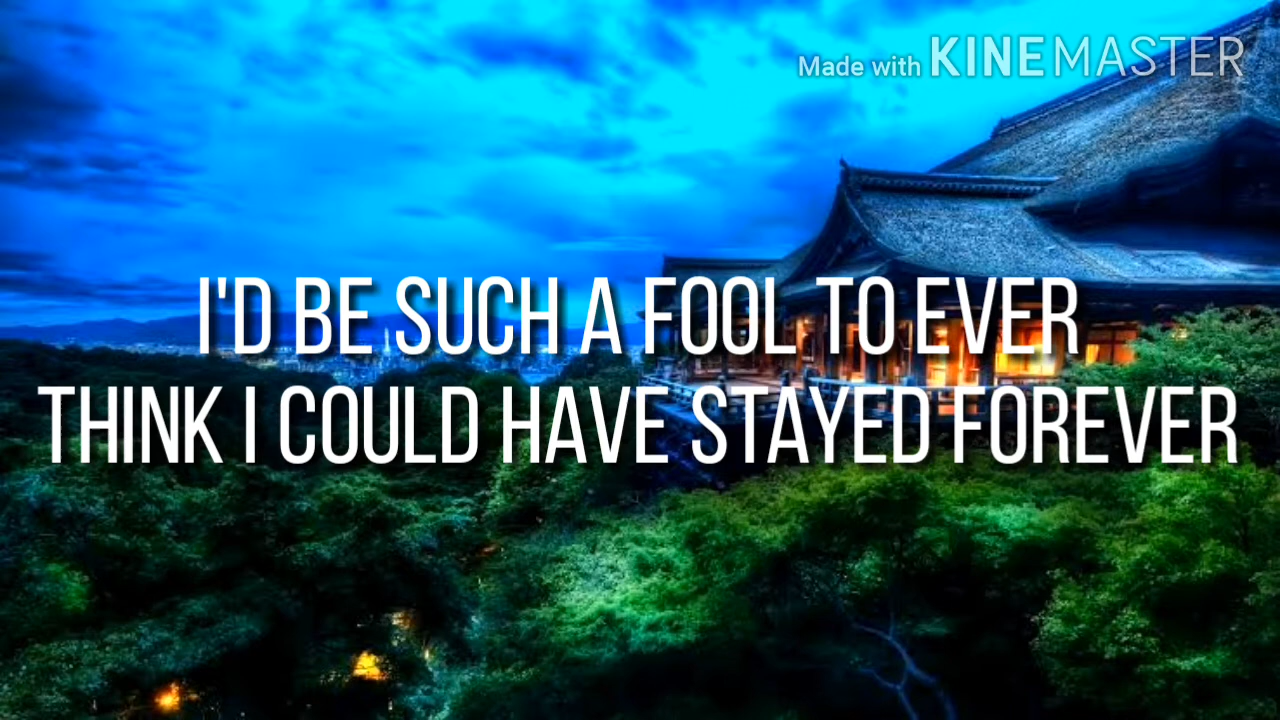 Made with KINEMASTER
I'D BE SUCH A FOOL TO EVER
THINK I COULD HAVE STAYED FOREVER